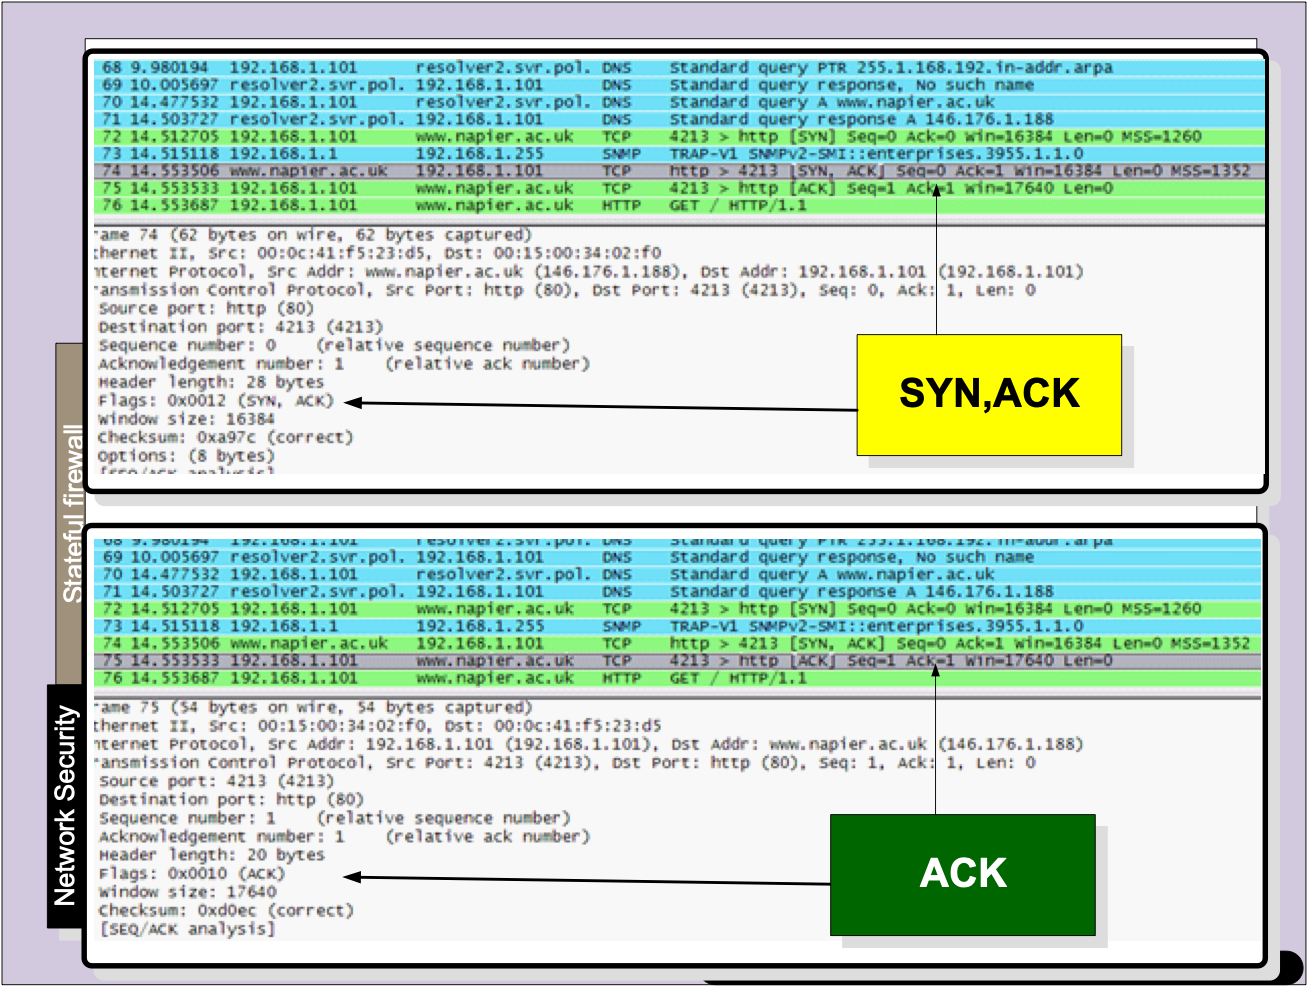 68 9.980194 192.168.1.101 resolver2.svr.pol. DNS Standard query PTR 255.1.168.192.in-addr.arpa
69 10.005697 resolver2.svr.pol. 192.168.1.101 DNS Standard query response, No such name
70 14.477532 192.168.1.101 resolver2.svr.pol. DNS Standard query A www.napier.ac.uk
71 14.503727 resolver2.svr.pol. 192.168.1.101 DNS Standard query response A 146.176.1.188
72 14.512705 192.168.1.101 www.napier.ac.uk TCP 4213 > http [SYN] Seq=0 Ack=0 Win=16384 Len=0 MSS=1260
73 14.515118 192.168.1.1 192.168.1.255 SNMP TRAP-V1 SNMPv2-SMI::enterprises.3955.1.1.0
74 14.553506 www.napier.ac.uk 192.168.1.101 TCP http > 4213 [SYN, ACK] Seq=0 Ack=1 Win=16384 Len=0 MSS=1352
75 14.553533 192.168.1.101 www.napier.ac.uk TCP 4213 > http [ACK] Seq=1 Ack=1 Win=17640 Len=0
76 14.553687 192.168.1.101 www.napier.ac.uk HTTP GET / HTTP/1.1
ame 74 (62 bytes on wire, 62 bytes captured)
thernet II, Src: 00:0c:41:f5:23:d5, Dst: 00:15:00:34:02:f0
nternet Protocol, Src Addr: www.napier.ac.uk (146.176.1.188), Dst Addr: 192.168.1.101 (192.168.1.101)
ansmission Control Protocol, Src Port: http (80), Dst Port: 4213 (4213), Seq: 0, Ack: 1, Len: 0
Source port: http (80)
Destination port: 4213 (4213)
Sequence number: 0 (relative sequence number)
Acknowledgement number: 1 (relative ack number)
Header length: 28 bytes
Flags: 0x0012 (SYN, ACK)
Window size: 16384
Checksum: 0xa97c (correct)
Options: (8 bytes)
[SEQ/ACK analysis]
SYN,ACK
68 9.980194 192.168.1.101 resolver2.svr.pol. DNS Standard query PTR 255.1.168.192.in-addr.arpa
69 10.005697 resolver2.svr.pol. 192.168.1.101 DNS Standard query response, No such name
70 14.477532 192.168.1.101 resolver2.svr.pol. DNS Standard query A www.napier.ac.uk
71 14.503727 resolver2.svr.pol. 192.168.1.101 DNS Standard query response A 146.176.1.188
72 14.512705 192.168.1.101 www.napier.ac.uk TCP 4213 > http [SYN] Seq=0 Ack=0 Win=16384 Len=0 MSS=1260
73 14.515118 192.168.1.1 192.168.1.255 SNMP TRAP-V1 SNMPv2-SMI::enterprises.3955.1.1.0
74 14.553506 www.napier.ac.uk 192.168.1.101 TCP http > 4213 [SYN, ACK] Seq=0 Ack=1 Win=16384 Len=0 MSS=1352
75 14.553533 192.168.1.101 www.napier.ac.uk TCP 4213 > http [ACK] Seq=1 Ack=1 Win=17640 Len=0
76 14.553687 192.168.1.101 www.napier.ac.uk HTTP GET / HTTP/1.1
ame 75 (54 bytes on wire, 54 bytes captured)
thernet II, Src: 00:15:00:34:02:f0, Dst: 00:0c:41:f5:23:d5
nternet Protocol, Src Addr: 192.168.1.101 (192.168.1.101), Dst Addr: www.napier.ac.uk (146.176.1.188)
ansmission Control Protocol, Src Port: 4213 (4213), Dst Port: http (80), Seq: 1, Ack: 1, Len: 0
Source port: 4213 (4213)
Destination port: http (80)
Sequence number: 1 (relative sequence number)
Acknowledgement number: 1 (relative ack number)
Header length: 20 bytes
Flags: 0x0010 (ACK)
Window size: 17640
Checksum: 0xd0ec (correct)
[SEQ/ACK analysis]
ACK
Stateful firewall
Network Security